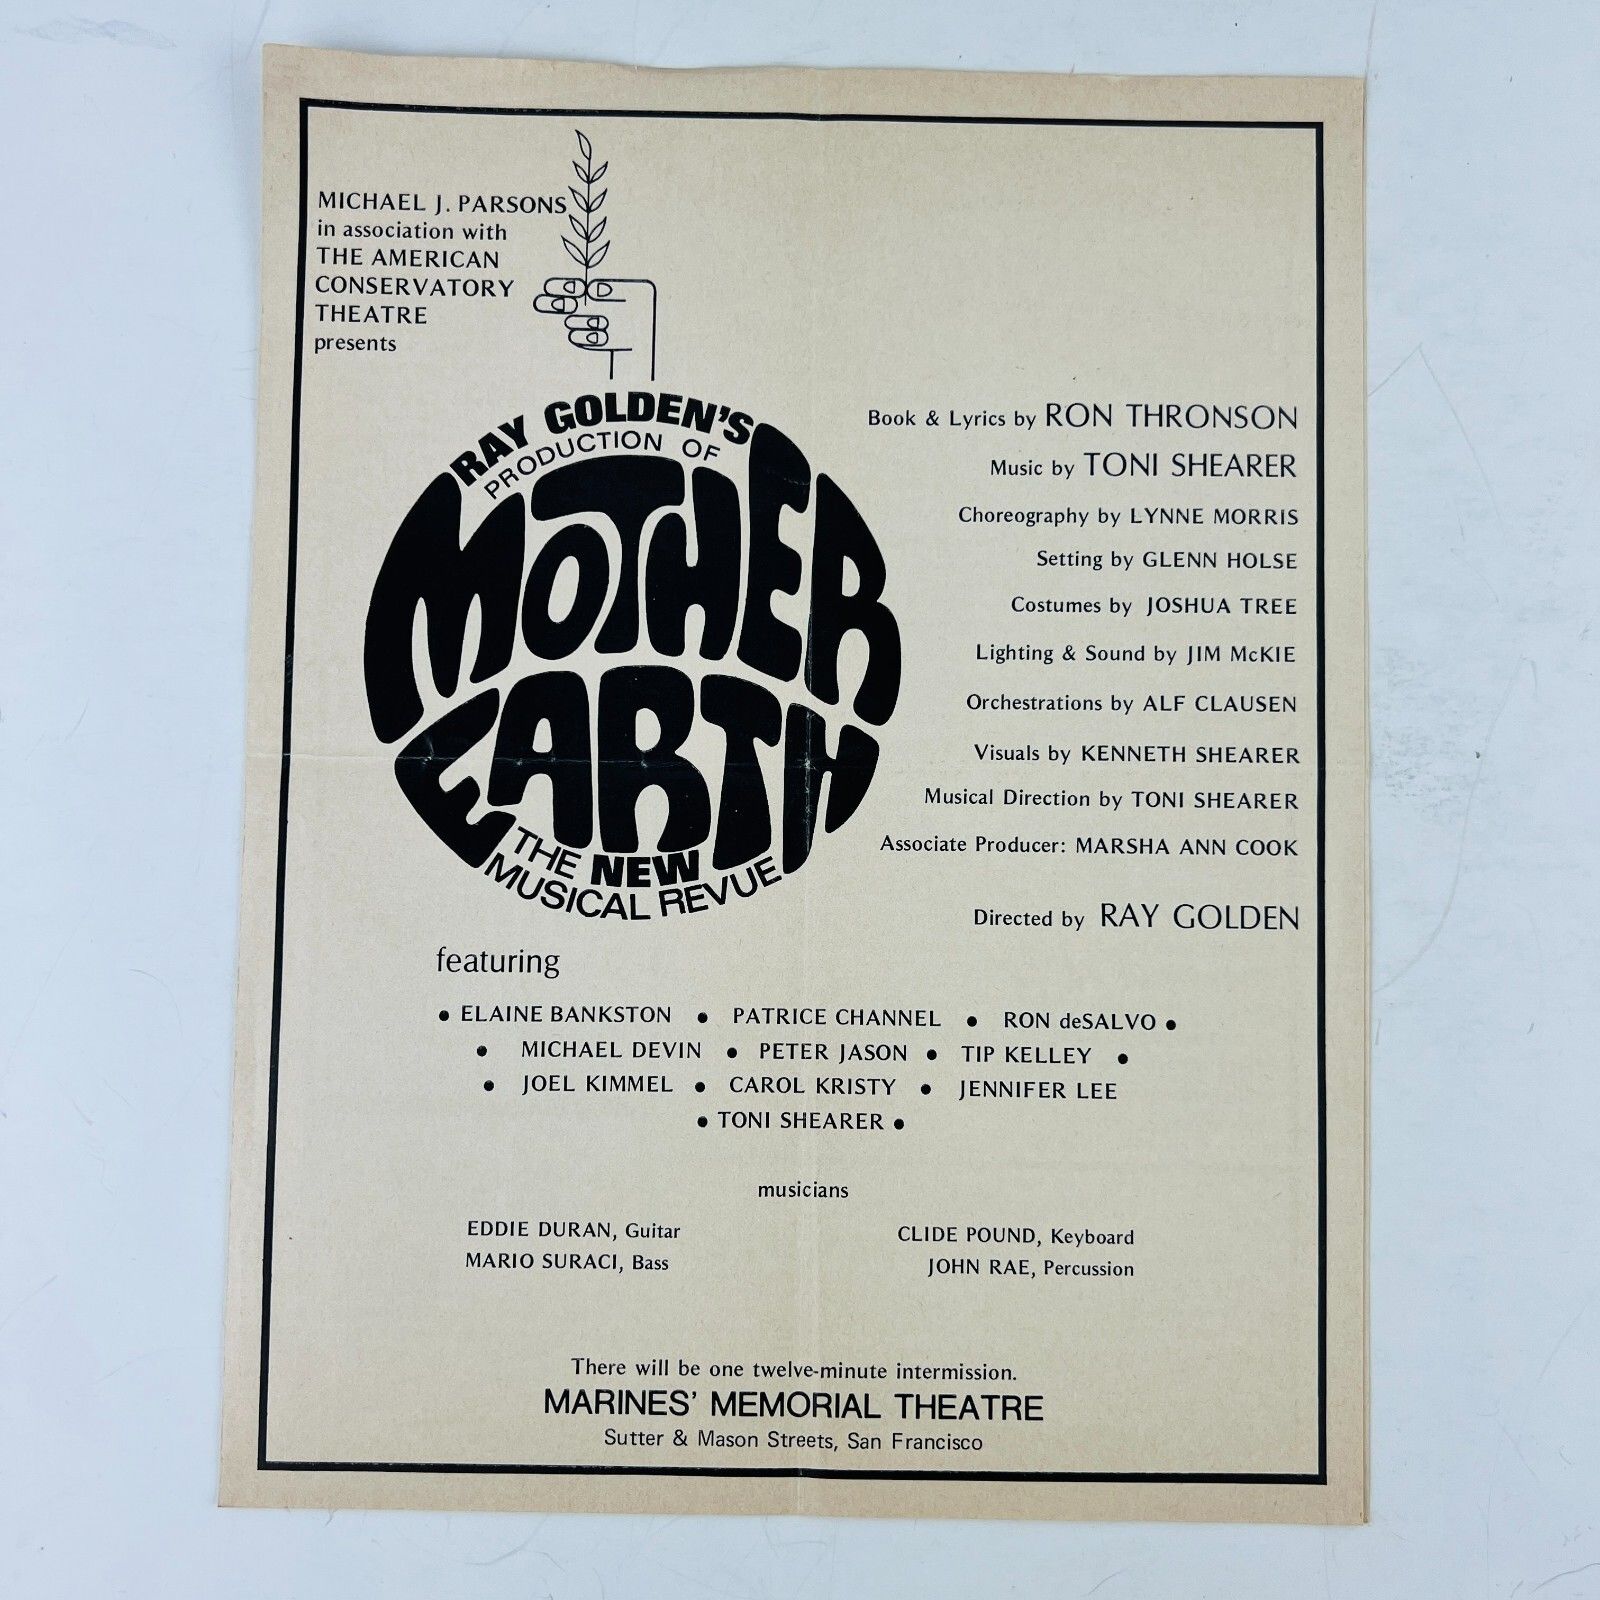 MICHAEL J. PARSONS
in association with
THE AMERICAN
CONSERVATORY
THEATRE
presents
RAY GOLDEN'S
PRODUCTION OF
MOTHER
EARTH
THE NEW
MUSICAL REVUE
Book & Lyrics by RON THRONSON
Music by TONI SHEARER
Choreography by LYNNE MORRIS
Setting by GLENN HOLSE
Costumes by JOSHUA TREE
Lighting & Sound by JIM McKIE
Orchestrations by ALF CLAUSEN
Visuals by KENNETH SHEARER
Musical Direction by TONI SHEARER
Associate Producer: MARSHA ANN COOK
Directed by RAY GOLDEN
featuring
• ELAINE BANKSTON • PATRICE CHANNEL • RON deSALVO •
• MICHAEL DEVIN • PETER JASON • TIP KELLEY •
• JOEL KIMMEL • CAROL KRISTY • JENNIFER LEE
• TONI SHEARER •
musicians
EDDIE DURAN, Guitar CLIDE POUND, Keyboard
MARIO SURACI, Bass JOHN RAE, Percussion
There will be one twelve-minute intermission.
MARINES' MEMORIAL THEATRE
Sutter & Mason Streets, San Francisco